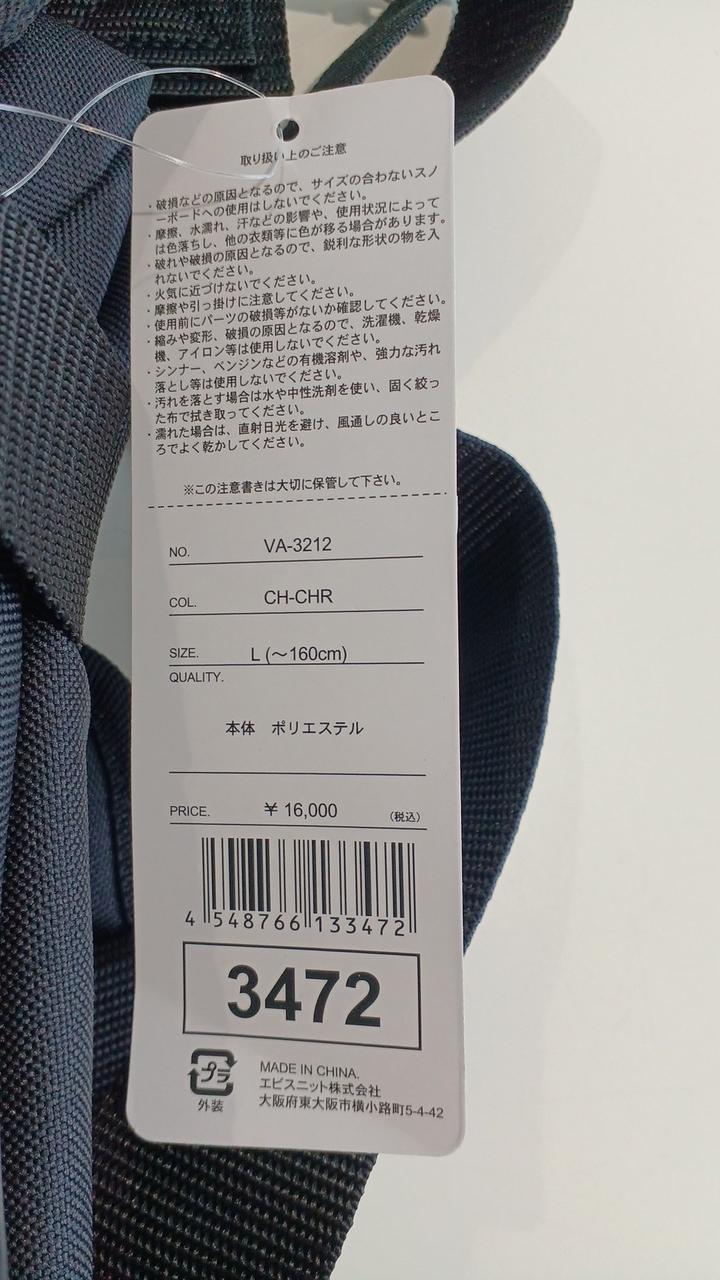 取り扱い上のご注意
・破損などの原因となるので、サイズの合わないスノ
ーボードへの使用はしないでください。
・摩擦、水濡れ、汗などの影響や、使用状況によって
は色落ちし、他の衣類等に色が移る場合があります。
・破れや破損の原因となるので、鋭利な形状の物を入
れないでください。
・火気に近づけないでください。
・摩擦や引っ掛けに注意してください。
・使用前にパーツの破損等がないか確認してください。
・縮みや変形、破損の原因となるので、洗濯機、乾燥
機、アイロン等は使用しないでください。
・シンナー、ベンジンなどの有機溶剤や、強力な汚れ
落とし等は使用しないでください。
・汚れを落とす場合は水や中性洗剤を使い、固く絞っ
た布で拭き取ってください。
・濡れた場合は、直射日光を避け、風通しの良いとこ
ろでよく乾かしてください。
※この注意書きは大切に保管して下さい。
NO. VA-3212
COL. CH-CHR
SIZE. L (〜160cm)
QUALITY.
本体 ポリエステル
PRICE. ¥ 16,000 (税込)
4 548766 133472
3472
プラ
外装
MADE IN CHINA.
エビスニット株式会社
大阪府東大阪市横小路町5-4-42